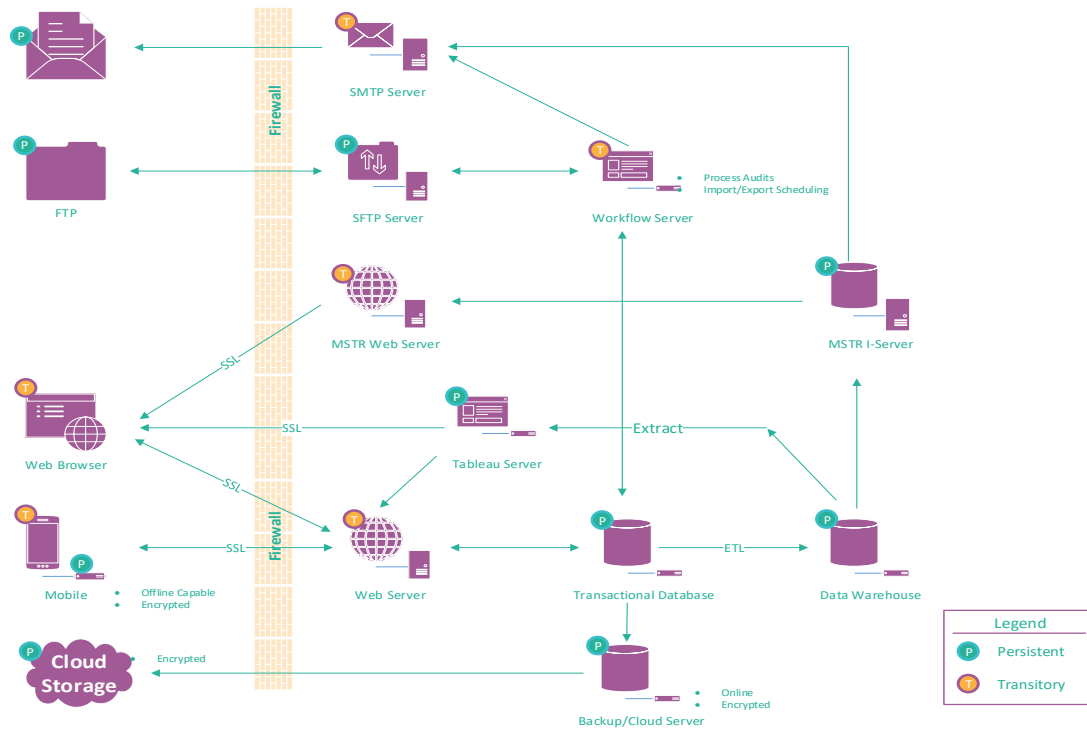 P
T
SMTP Server
Firewall
P
FTP
P
SFTP Server
T
Process Audits
Import/Export Scheduling
Workflow Server
T
MSTR Web Server
P
MSTR I-Server
SSL
T
Web Browser
SSL
P
Tableau Server
Extract
SSL
T
P
Mobile
Offline Capable
Encrypted
SSL
Firewall
T
Web Server
P
Transactional Database
ETL
P
Data Warehouse
P
Cloud
Storage
Encrypted
P
Online
Encrypted
Backup/Cloud Server
Legend
P Persistent
T Transitory